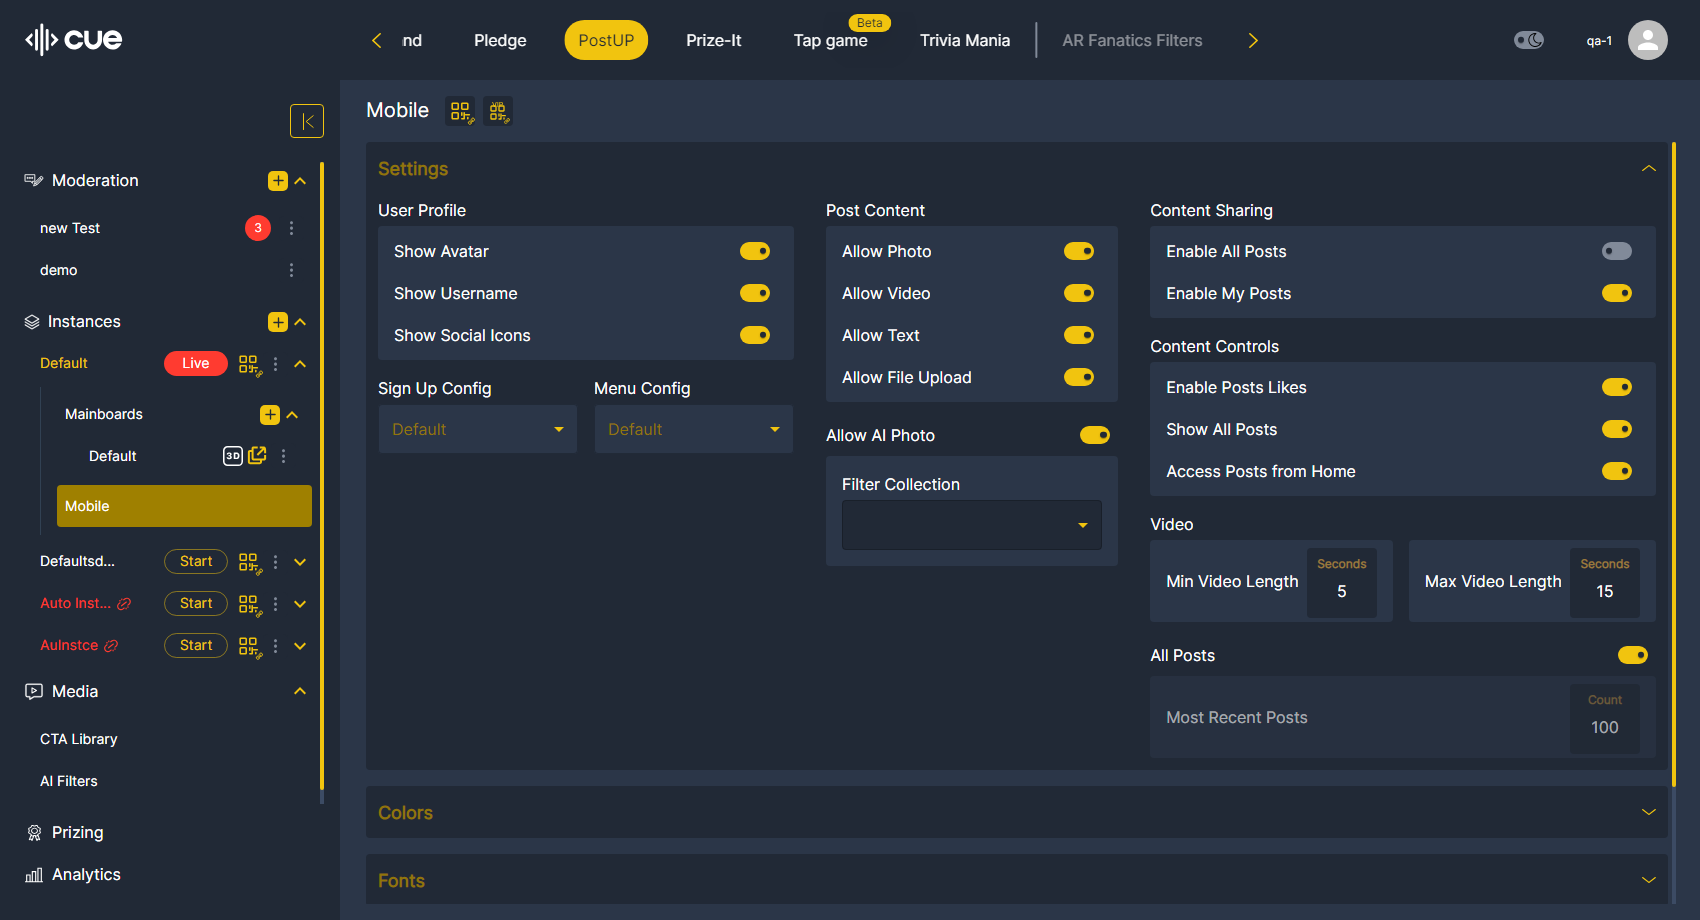 cue
nd
Pledge
PostUP
Prize-It
Beta
Tap game
Trivia Mania
AR Fanatics Filters
qa-1
Moderation
new Test
3
demo
Instances
Default
Live
Mainboards
Default
3D
Mobile
Defaultsd...
Start
Auto Inst...
Start
AuInstce
Start
Media
CTA Library
AI Filters
Prizing
Analytics
Mobile
VIP
Settings
User Profile
Show Avatar
Show Username
Show Social Icons
Sign Up Config
Default
Menu Config
Default
Post Content
Allow Photo
Allow Video
Allow Text
Allow File Upload
Allow AI Photo
Filter Collection
Content Sharing
Enable All Posts
Enable My Posts
Content Controls
Enable Posts Likes
Show All Posts
Access Posts from Home
Video
Min Video Length
Seconds
5
Max Video Length
Seconds
15
All Posts
Most Recent Posts
Count
100
Colors
Fonts